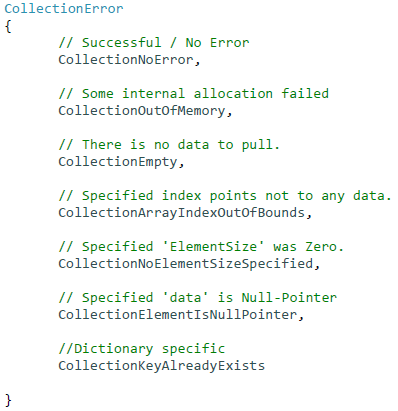 CollectionError
{
// Successful / No Error
CollectionNoError,
// Some internal allocation failed
CollectionOutOfMemory,
// There is no data to pull.
CollectionEmpty,
// Specified index points not to any data.
CollectionArrayIndexOutOfBounds,
// Specified 'ElementSize' was Zero.
CollectionNoElementSizeSpecified,
// Specified 'data' is Null-Pointer
CollectionElementIsNullPointer,
//Dictionary specific
CollectionKeyAlreadyExists
}